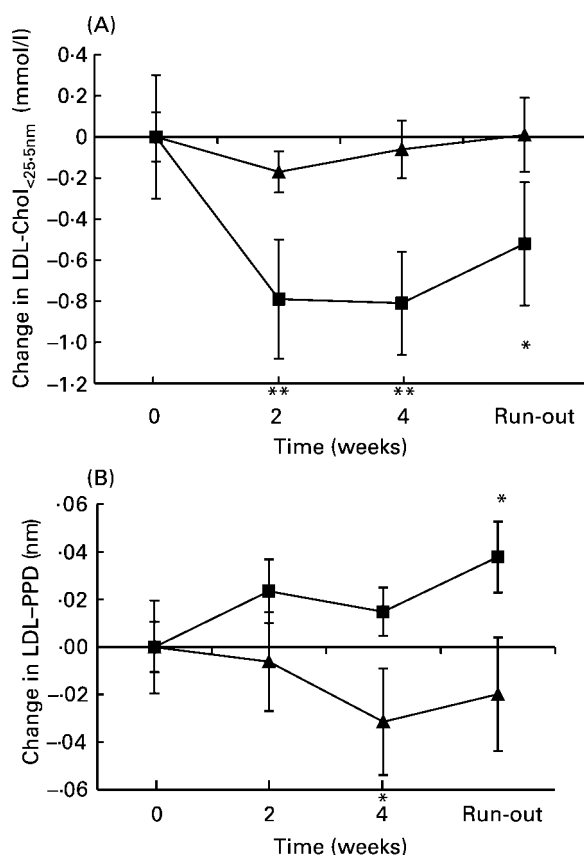 (A)
Change in LDL-Chol<25·5nm (mmol/l)
0·4
0·2
0
−0·2
−0·4
−0·6
−0·8
−1·0
−1·2
*
** **
0 2 4 Run-out
Time (weeks)
(B)
Change in LDL–PPD (nm)
·06
·04
·02
·00
−·02
−·04
−·06
*
*
0 2 4 Run-out
Time (weeks)